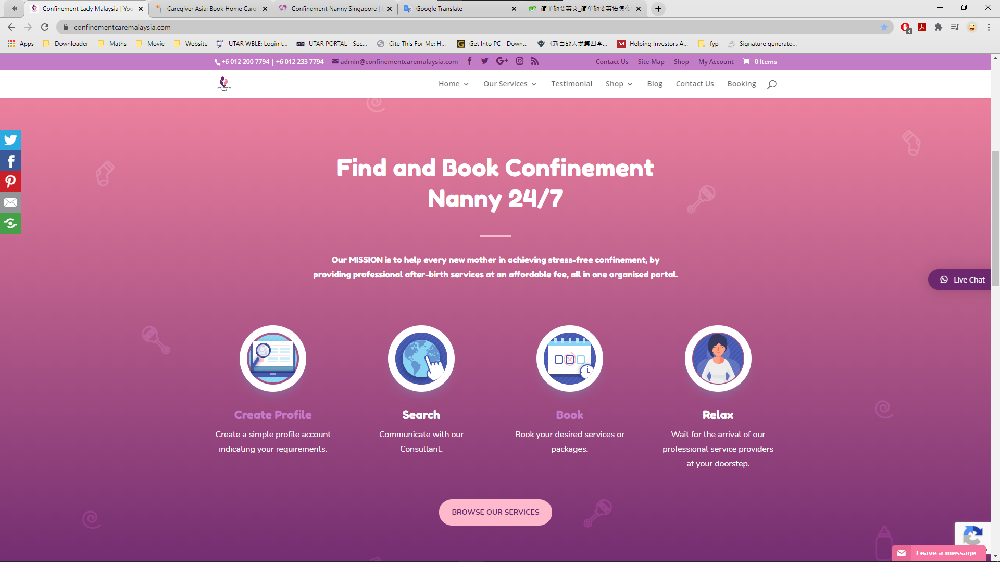 Confinement Lady Malaysia | You
Caregiver Asia: Book Home Care
Confinement Nanny Singapore |
Google Translate
简单扼要英文_简单扼要英语怎么
confinementcaremalaysia.com
3
Apps
Downloader
Maths
Movie
Website
UTAR WBLE: Login t...
UTAR PORTAL - Sec...
Cite This For Me: H...
Get Into PC - Down...
《新百战天龙第四季...
Helping Investors A...
fyp
Signature generato...
+6 012 200 7794 | +6 012 233 7794
admin@confinementcaremalaysia.com
Contact Us
Site-Map
Shop
My Account
0 Items
Home
Our Services
Testimonial
Shop
Blog
Contact Us
Booking
Find and Book Confinement
Nanny 24/7
Our MISSION is to help every new mother in achieving stress-free confinement, by
providing professional after-birth services at an affordable fee, all in one organised portal.
Live Chat
Create Profile
Create a simple profile account
indicating your requirements.
Search
Communicate with our
Consultant.
Book
Book your desired services or
packages.
Relax
Wait for the arrival of our
professional service providers
at your doorstep.
BROWSE OUR SERVICES
Leave a message